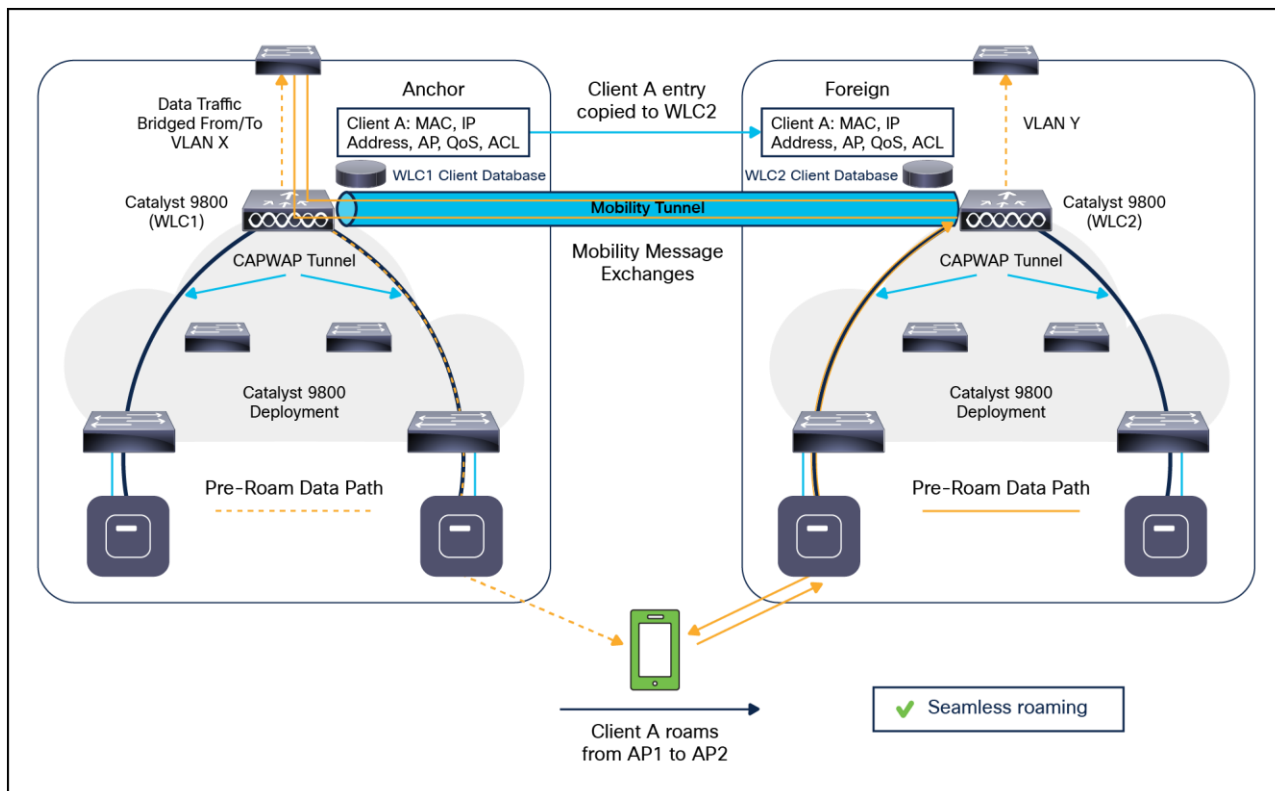 Anchor
Client A entry
copied to WLC2
Foreign
Data Traffic
Bridged From/To
VLAN X
Client A: MAC, IP
Address, AP, QoS, ACL
Client A: MAC, IP
Address, AP, QoS, ACL
VLAN Y
WLC1 Client Database
WLC2 Client Database
Catalyst 9800
(WLC1)
Mobility Tunnel
Catalyst 9800
(WLC2)
Mobility Message
Exchanges
CAPWAP Tunnel
CAPWAP Tunnel
Catalyst 9800
Deployment
Catalyst 9800
Deployment
Pre-Roam Data Path
Pre-Roam Data Path
Client A roams
from AP1 to AP2
Seamless roaming